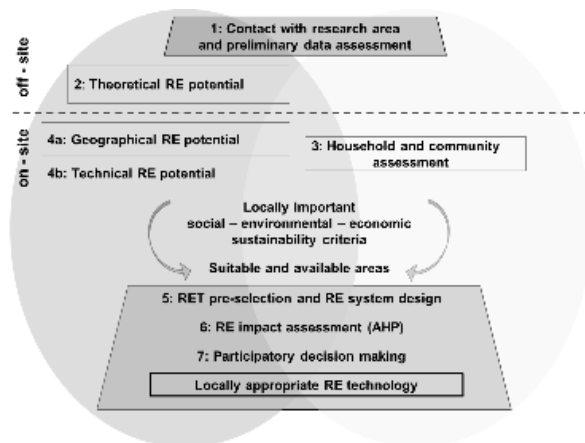 1: Contact with research area
and preliminary data assessment
off - site
2: Theoretical RE potential
on - site
4a: Geographical RE potential
3: Household and community
assessment
4b: Technical RE potential
Locally Important
social – environmental – economic
sustainability criteria
Suitable and available areas
5: RET pre-selection and RE system design
6: RE impact assessment (AHP)
7: Participatory decision making
Locally appropriate RE technology